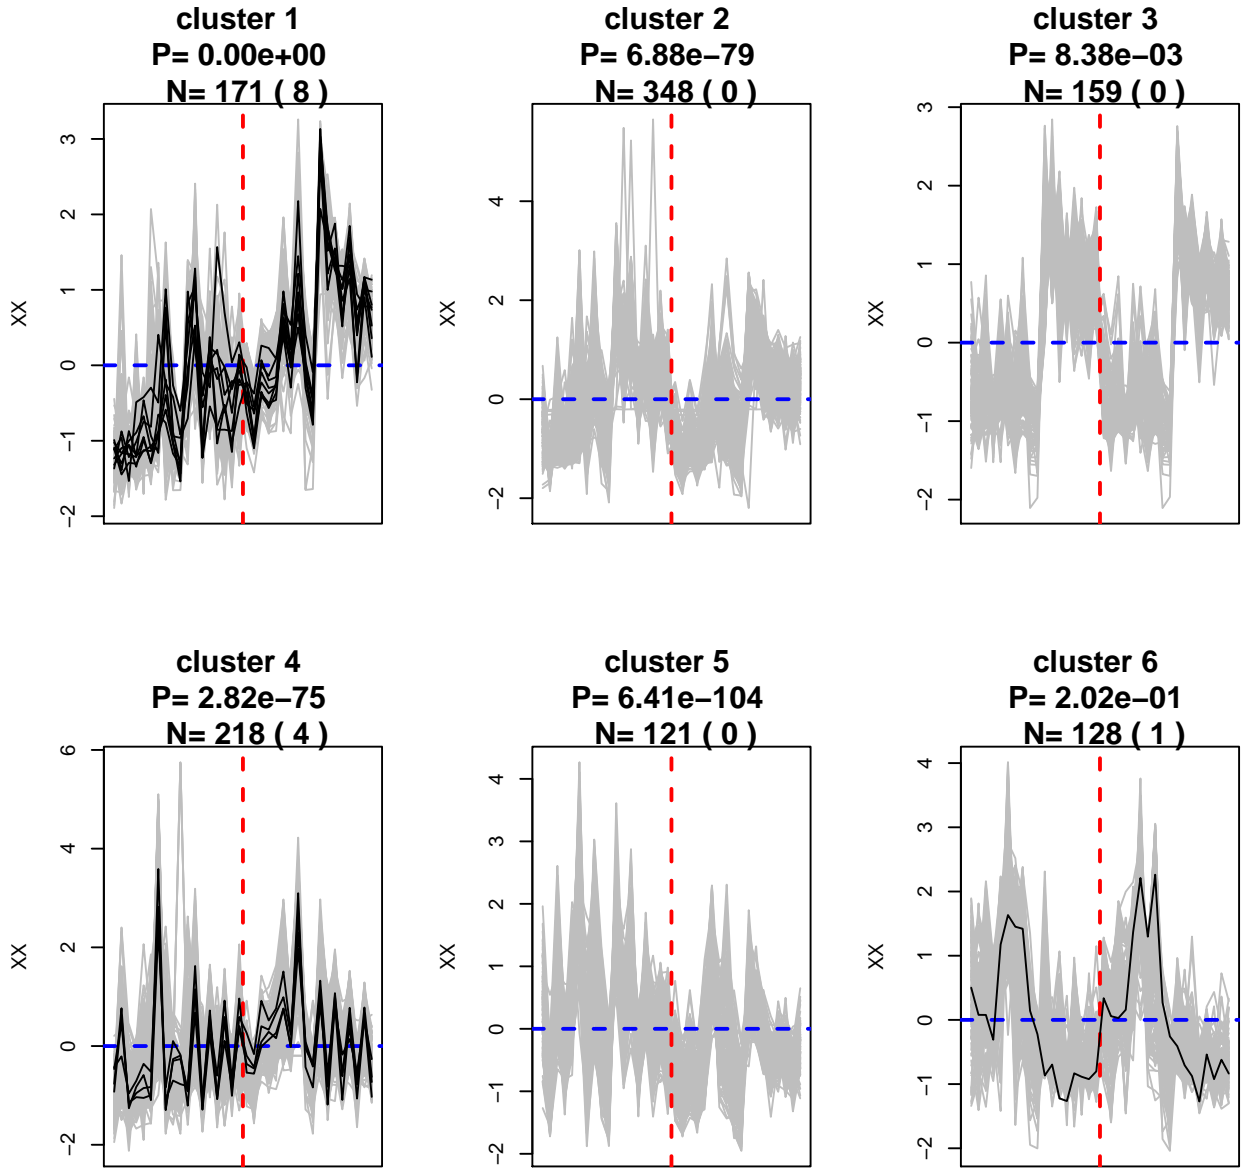 cluster 1
P= 0.00e+00
N= 171 ( 8 )
3
2
1
0
−1
−2
XX
cluster 2
P= 6.88e−79
N= 348 ( 0 )
4
2
0
−2
XX
cluster 3
P= 8.38e−03
N= 159 ( 0 )
3
2
1
0
−1
−2
XX
cluster 4
P= 2.82e−75
N= 218 ( 4 )
6
4
2
0
−2
XX
cluster 5
P= 6.41e−104
N= 121 ( 0 )
4
3
2
1
0
−1
−2
XX
cluster 6
P= 2.02e−01
N= 128 ( 1 )
4
3
2
1
0
−1
−2
XX